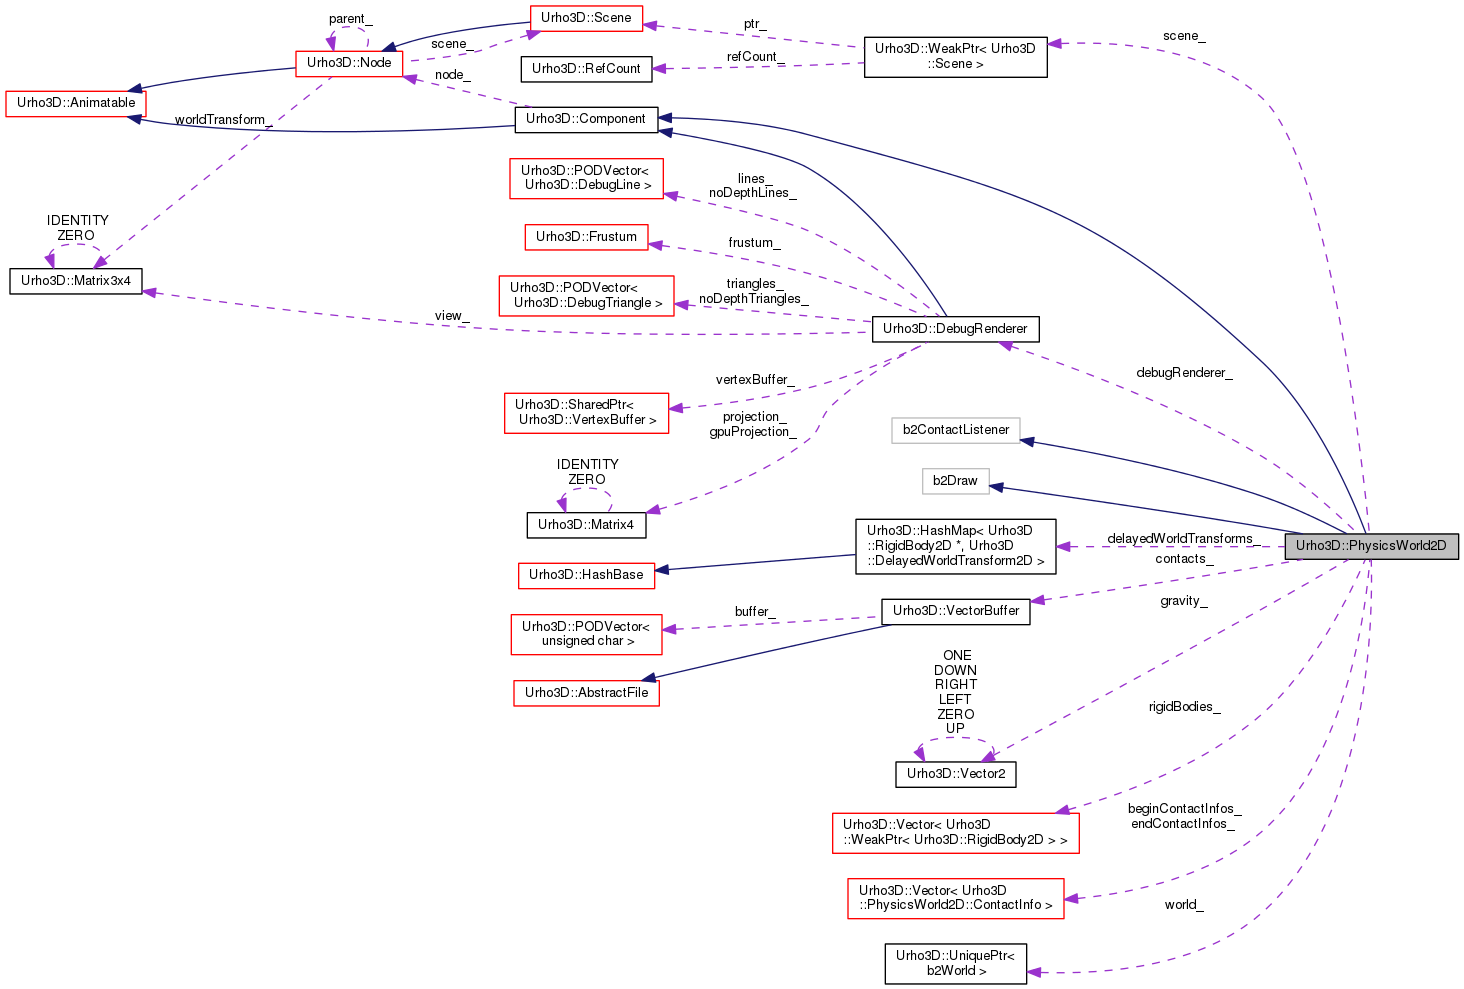 Urho3D::Scene
parent_
ptr_
scene_
scene_
Urho3D::WeakPtr< Urho3D
::Scene >
Urho3D::Node
refCount_
Urho3D::RefCount
node_
Urho3D::Animatable
worldTransform_
Urho3D::Component
Urho3D::PODVector<
Urho3D::DebugLine >
lines_
noDepthLines_
IDENTITY
ZERO
Urho3D::Frustum
frustum_
Urho3D::Matrix3x4
Urho3D::PODVector<
Urho3D::DebugTriangle >
triangles_
noDepthTriangles_
view_
Urho3D::DebugRenderer
debugRenderer_
vertexBuffer_
Urho3D::SharedPtr<
Urho3D::VertexBuffer >
projection_
gpuProjection_
b2ContactListener
IDENTITY
ZERO
b2Draw
Urho3D::Matrix4
Urho3D::HashMap< Urho3D
::RigidBody2D *, Urho3D
::DelayedWorldTransform2D >
delayedWorldTransforms_
Urho3D::PhysicsWorld2D
contacts_
Urho3D::HashBase
gravity_
Urho3D::VectorBuffer
buffer_
Urho3D::PODVector<
unsigned char >
Urho3D::AbstractFile
ONE
DOWN
RIGHT
LEFT
ZERO
UP
rigidBodies_
Urho3D::Vector2
beginContactInfos_
endContactInfos_
Urho3D::Vector< Urho3D
::WeakPtr< Urho3D::RigidBody2D > >
Urho3D::Vector< Urho3D
::PhysicsWorld2D::ContactInfo >
world_
Urho3D::UniquePtr<
b2World >